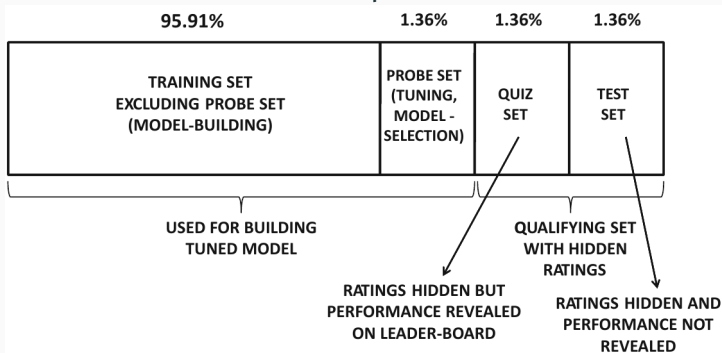 95.91% 1.36% 1.36% 1.36%
TRAINING SET
EXCLUDING PROBE SET
(MODEL-BUILDING)
PROBE SET
(TUNING,
MODEL -
SELECTION)
QUIZ
SET
TEST
SET
USED FOR BUILDING
TUNED MODEL
QUALIFYING SET
WITH HIDDEN
RATINGS
RATINGS HIDDEN BUT
PERFORMANCE REVEALED
ON LEADER-BOARD
RATINGS HIDDEN AND
PERFORMANCE NOT
REVEALED